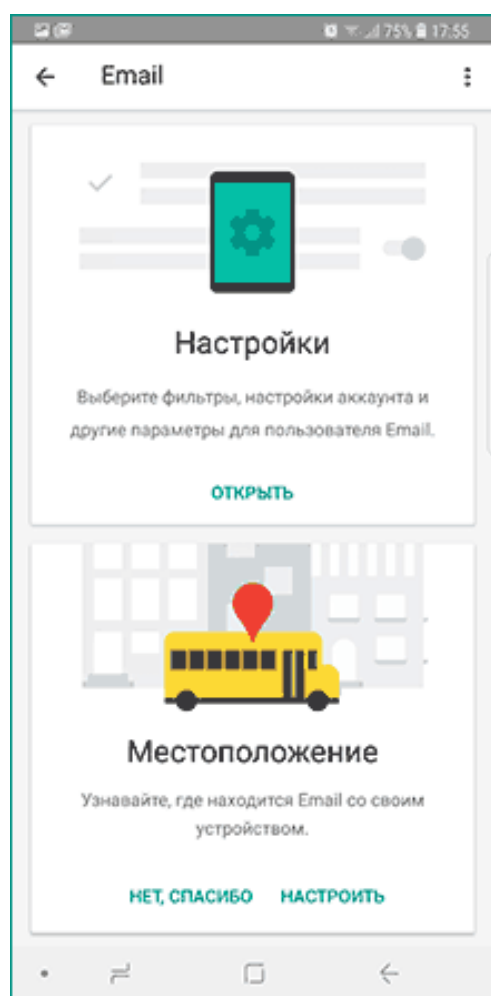 75% 17:55
Email
Настройки
Выберите фильтры, настройки аккаунта и
другие параметры для пользователя Email.
ОТКРЫТЬ
Местоположение
Узнавайте, где находится Email со своим
устройством.
НЕТ, СПАСИБО НАСТРОИТЬ